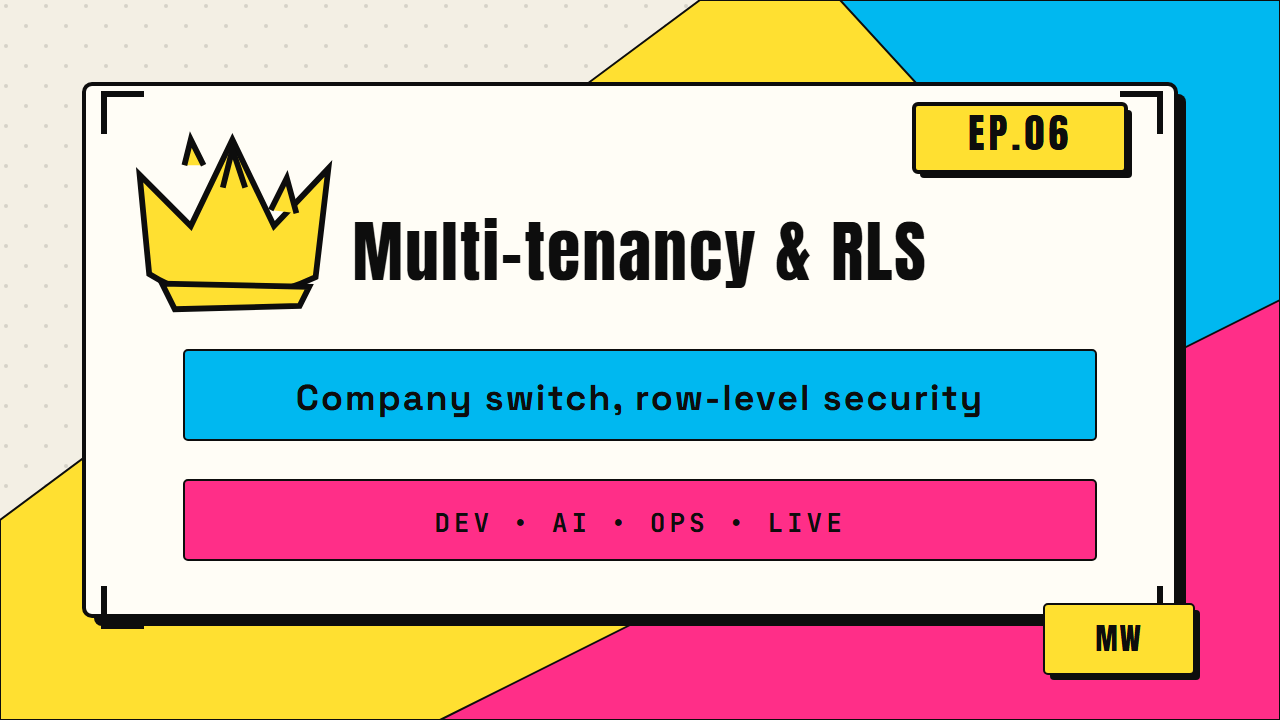 EP.06
Multi-tenancy & RLS
Company switch, row-level security
DEV • AI • OPS • LIVE
MW